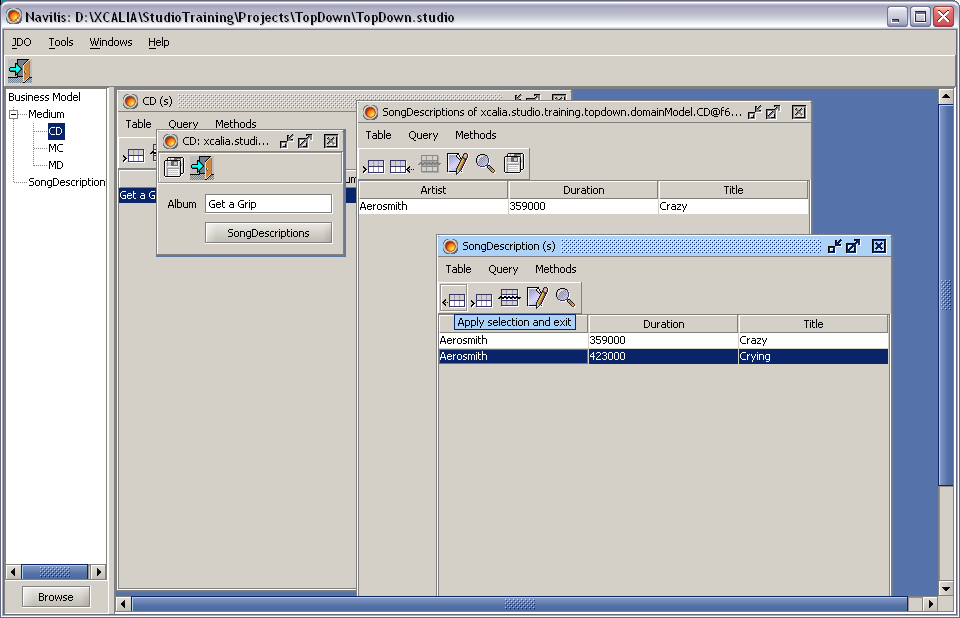 Navilis: D:\XCALIA\StudioTraining\Projects\TopDown\TopDown.studio
JDO Tools Windows Help
Business Model
Medium
CD
MC
MD
SongDescription
Browse
CD (s)
Table Query Methods
Get a G
CD: xcalia.studi...
Album Get a Grip
SongDescriptions
SongDescriptions of xcalia.studio.training.topdown.domainModel.CD@f6...
Table Query Methods
Artist Duration Title
Aerosmith 359000 Crazy
SongDescription (s)
Table Query Methods
Apply selection and exit
Duration Title
Aerosmith 359000 Crazy
Aerosmith 423000 Crying